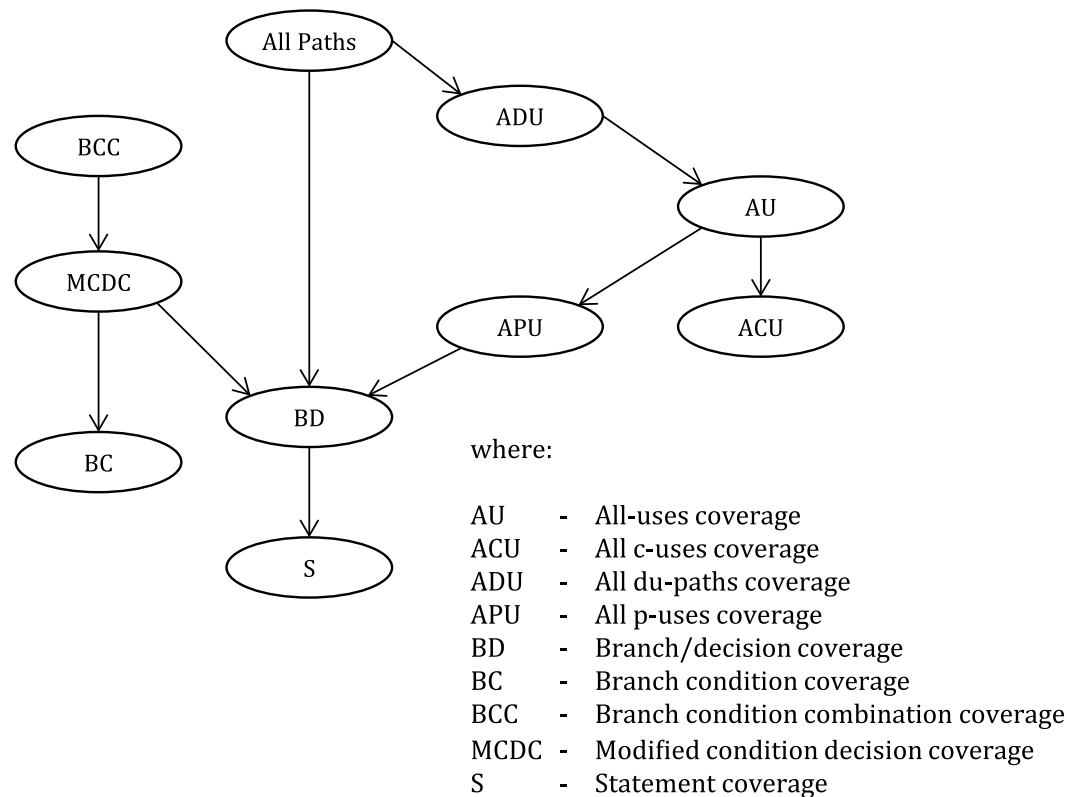 All Paths
ADU
BCC
AU
MCDC
APU
ACU
BD
BC
S
where:
AU - All-uses coverage
ACU - All c-uses coverage
ADU - All du-paths coverage
APU - All p-uses coverage
BD - Branch/decision coverage
BC - Branch condition coverage
BCC - Branch condition combination coverage
MCDC - Modified condition decision coverage
S - Statement coverage